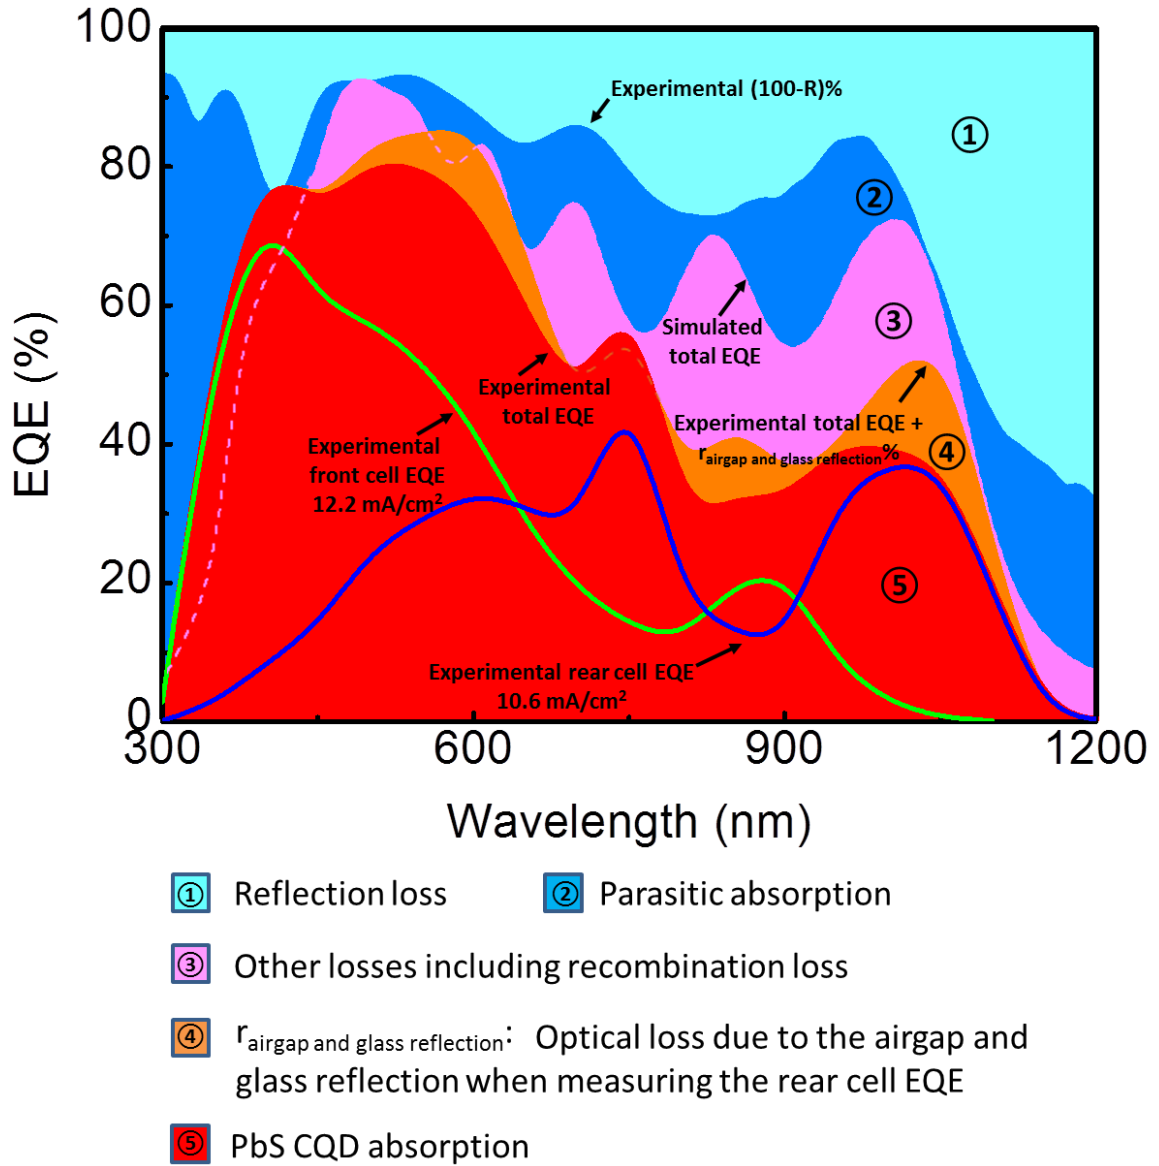 100
80
60
40
20
0
EQE (%)
Experimental (100-R)%
①
②
③
④
⑤
Simulated
total EQE
Experimental
total EQE
Experimental total EQE +
rairgap and glass reflection%
Experimental
front cell EQE
12.2 mA/cm²
Experimental rear cell EQE
10.6 mA/cm²
300
600
900
1200
Wavelength (nm)
① Reflection loss
② Parasitic absorption
③ Other losses including recombination loss
④ rairgap and glass reflection: Optical loss due to the airgap and
glass reflection when measuring the rear cell EQE
⑤ PbS CQD absorption